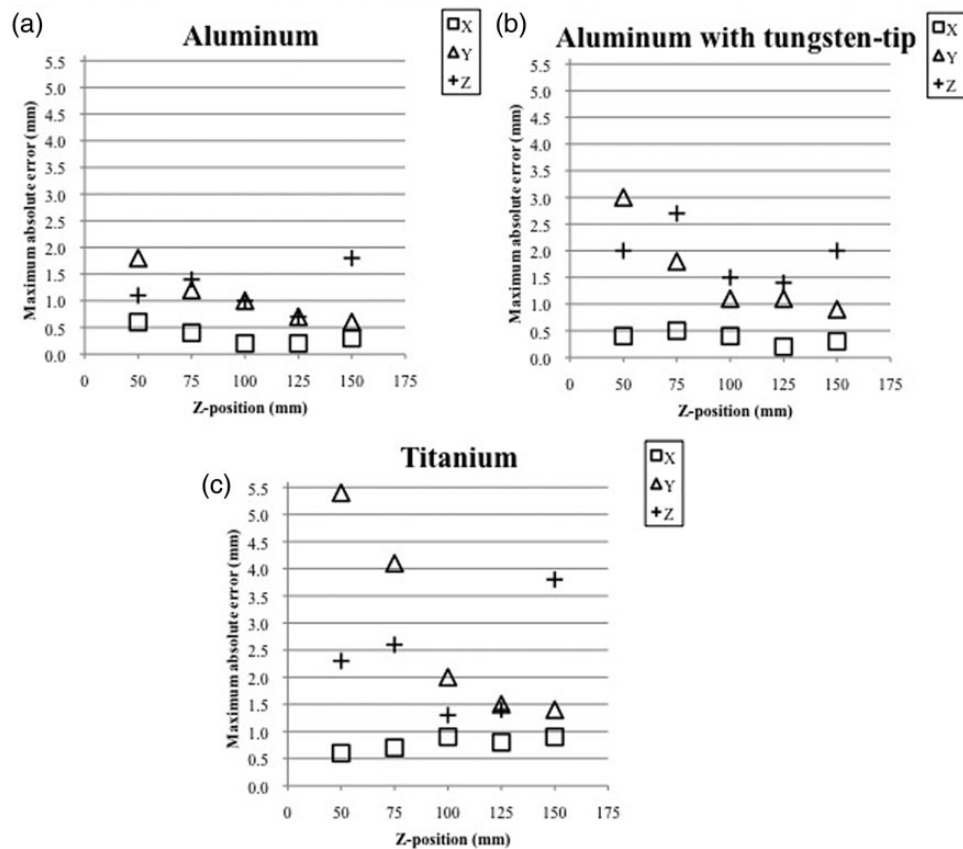 (a)
Aluminum
X
Y
Z
Maximum absolute error (mm)
5.5
5.0
4.5
4.0
3.5
3.0
2.5
2.0
1.5
1.0
0.5
0.0
0 50 75 100 125 150 175
Z-position (mm)
(b)
Aluminum with tungsten-tip
X
Y
Z
Maximum absolute error (mm)
5.5
5.0
4.5
4.0
3.5
3.0
2.5
2.0
1.5
1.0
0.5
0.0
0 50 75 100 125 150 175
Z-position (mm)
(c)
Titanium
X
Y
Z
Maximum absolute error (mm)
5.5
5.0
4.5
4.0
3.5
3.0
2.5
2.0
1.5
1.0
0.5
0.0
0 50 75 100 125 150 175
Z-position (mm)